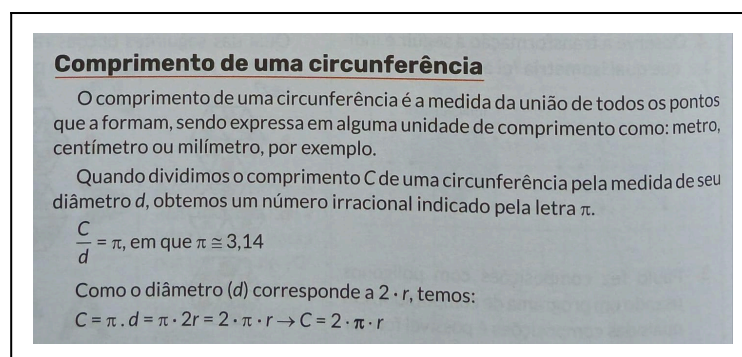 Comprimento de uma circunferência
O comprimento de uma circunferência é a medida da união de todos os pontos
que a formam, sendo expressa em alguma unidade de comprimento como: metro,
centímetro ou milímetro, por exemplo.
Quando dividimos o comprimento C de uma circunferência pela medida de seu
diâmetro d, obtemos um número irracional indicado pela letra π.
C/d = π, em que π ≅ 3,14
Como o diâmetro (d) corresponde a 2 · r, temos:
C = π . d = π · 2r = 2 · π · r → C = 2 · π · r